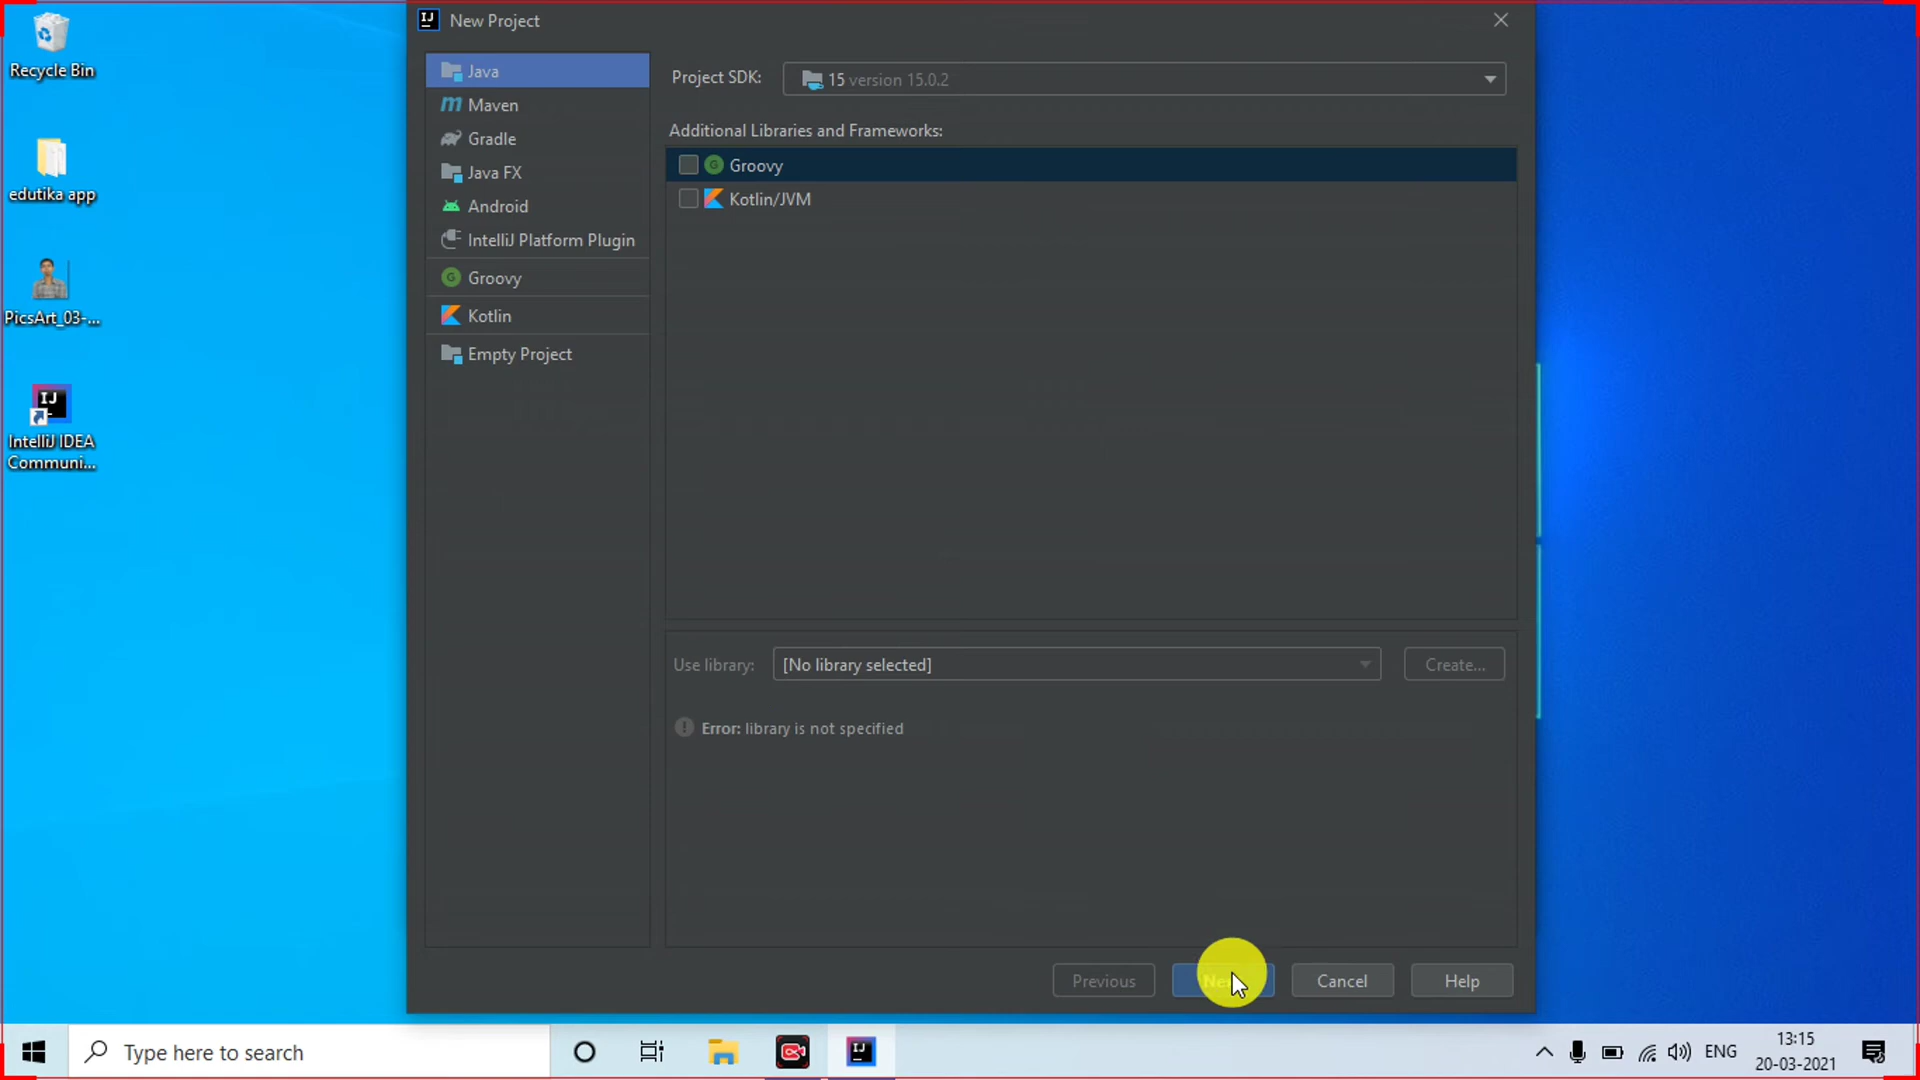 Recycle Bin
edutika app
PicsArt_03-...
IJ
IntelliJ IDEA
Communi...
IJ
New Project
Java
Maven
Gradle
Java FX
Android
IntelliJ Platform Plugin
Groovy
Kotlin
Empty Project
Project SDK:
15 version 15.0.2
Additional Libraries and Frameworks:
Groovy
Kotlin/JVM
Use library:
[No library selected]
Create...
Error: library is not specified
Previous
Cancel
Help
Type here to search
IJ
ENG
13:15
20-03-2021